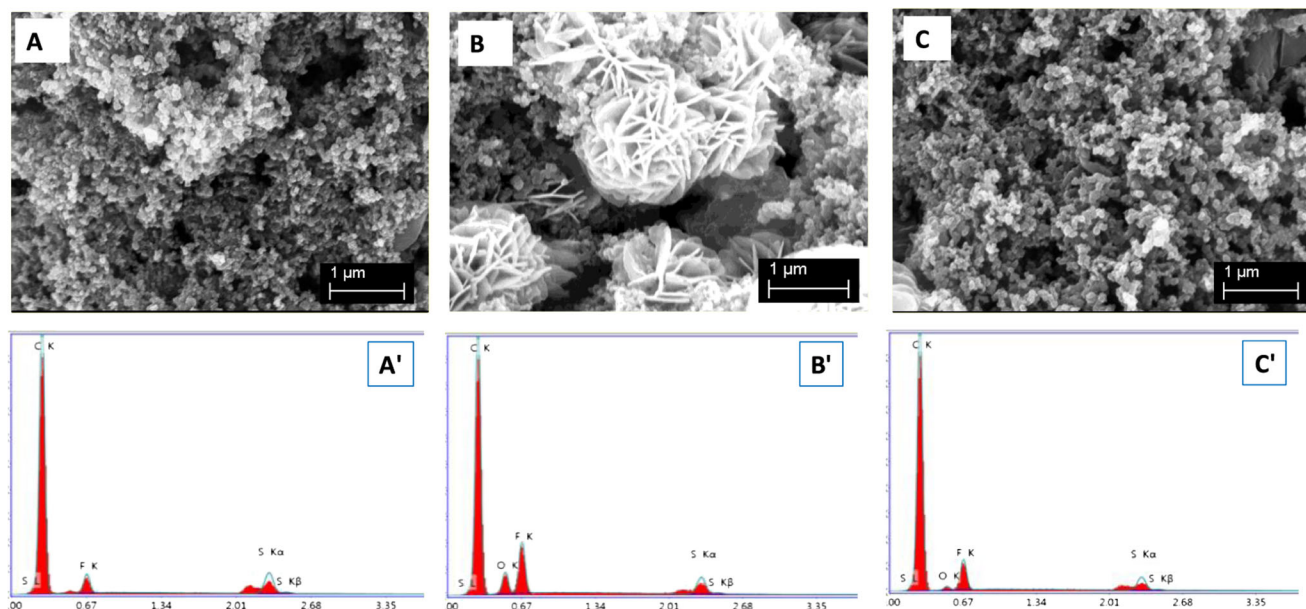 A
B
C
1 µm
1 µm
1 µm
A'
C K
F K
S L
S Kα
S Kβ
.00 0.67 1.34 2.01 2.68 3.35
B'
C K
F K
O K
S L
S Kα
S Kβ
.00 0.67 1.34 2.01 2.68 3.35
C'
C K
F K
O K
S L
S Kα
S Kβ
.00 0.67 1.34 2.01 2.68 3.35